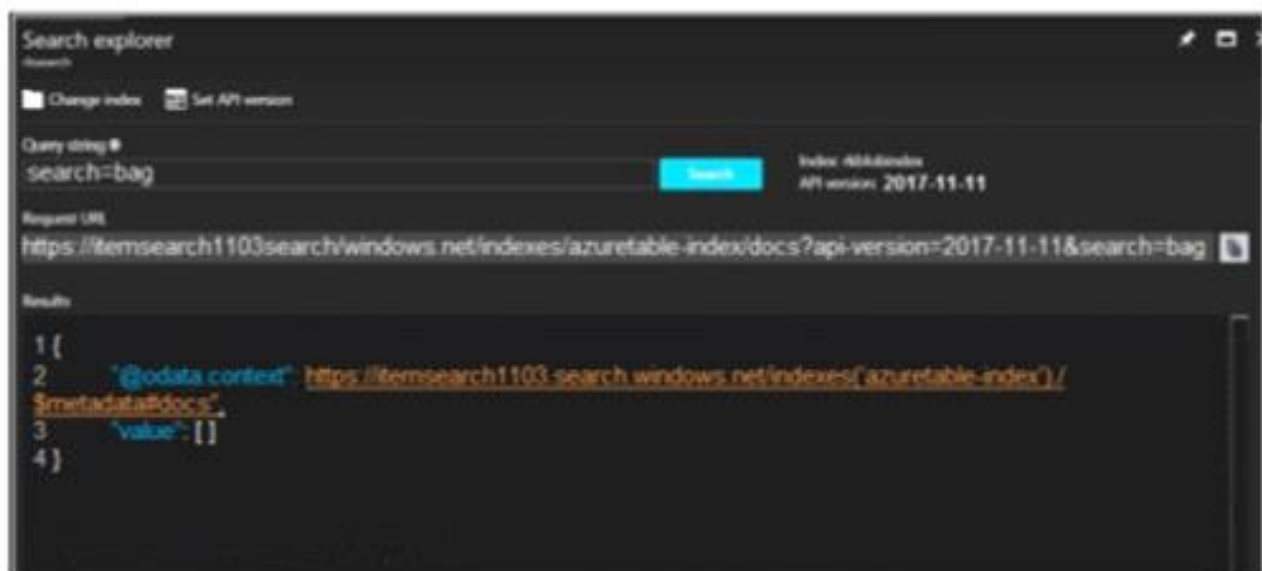 Search explorer
Change index Set API version
Query string
search=bag
Search
Index:
API version: 2017-11-11
Request URL
https://itemsearch1103search/windows.net/indexes/azuretable-index/docs?api-version=2017-11-11&search=bag
Results
1 {
2 "@odata.context": https://itemsearch1103.search.windows.net/indexes('azuretable-index') /
$metadata#docs",
3 "value": [ ]
4 }